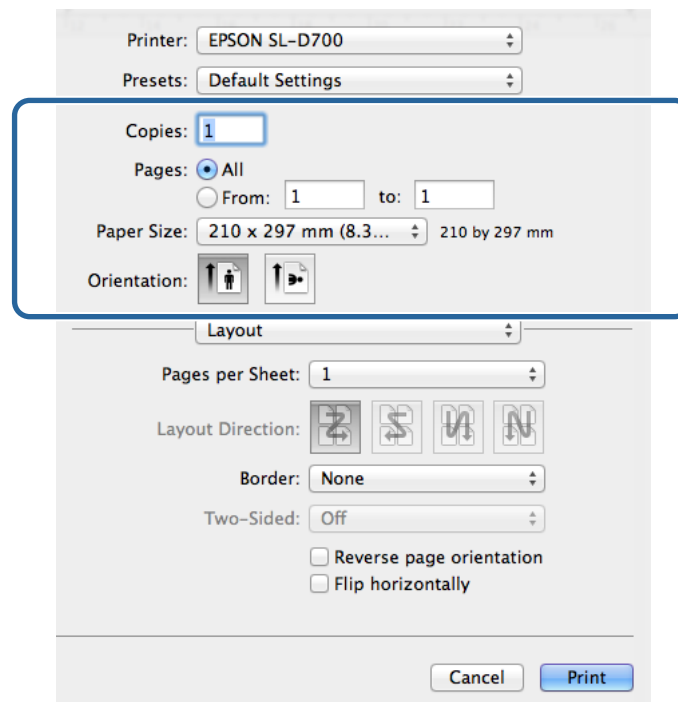 Printer: EPSON SL-D700
Presets: Default Settings
Copies: 1
Pages: All
From: 1 to: 1
Paper Size: 210 x 297 mm (8.3... 210 by 297 mm
Orientation:
Layout
Pages per Sheet: 1
Layout Direction:
Border: None
Two-Sided: Off
Reverse page orientation
Flip horizontally
Cancel Print